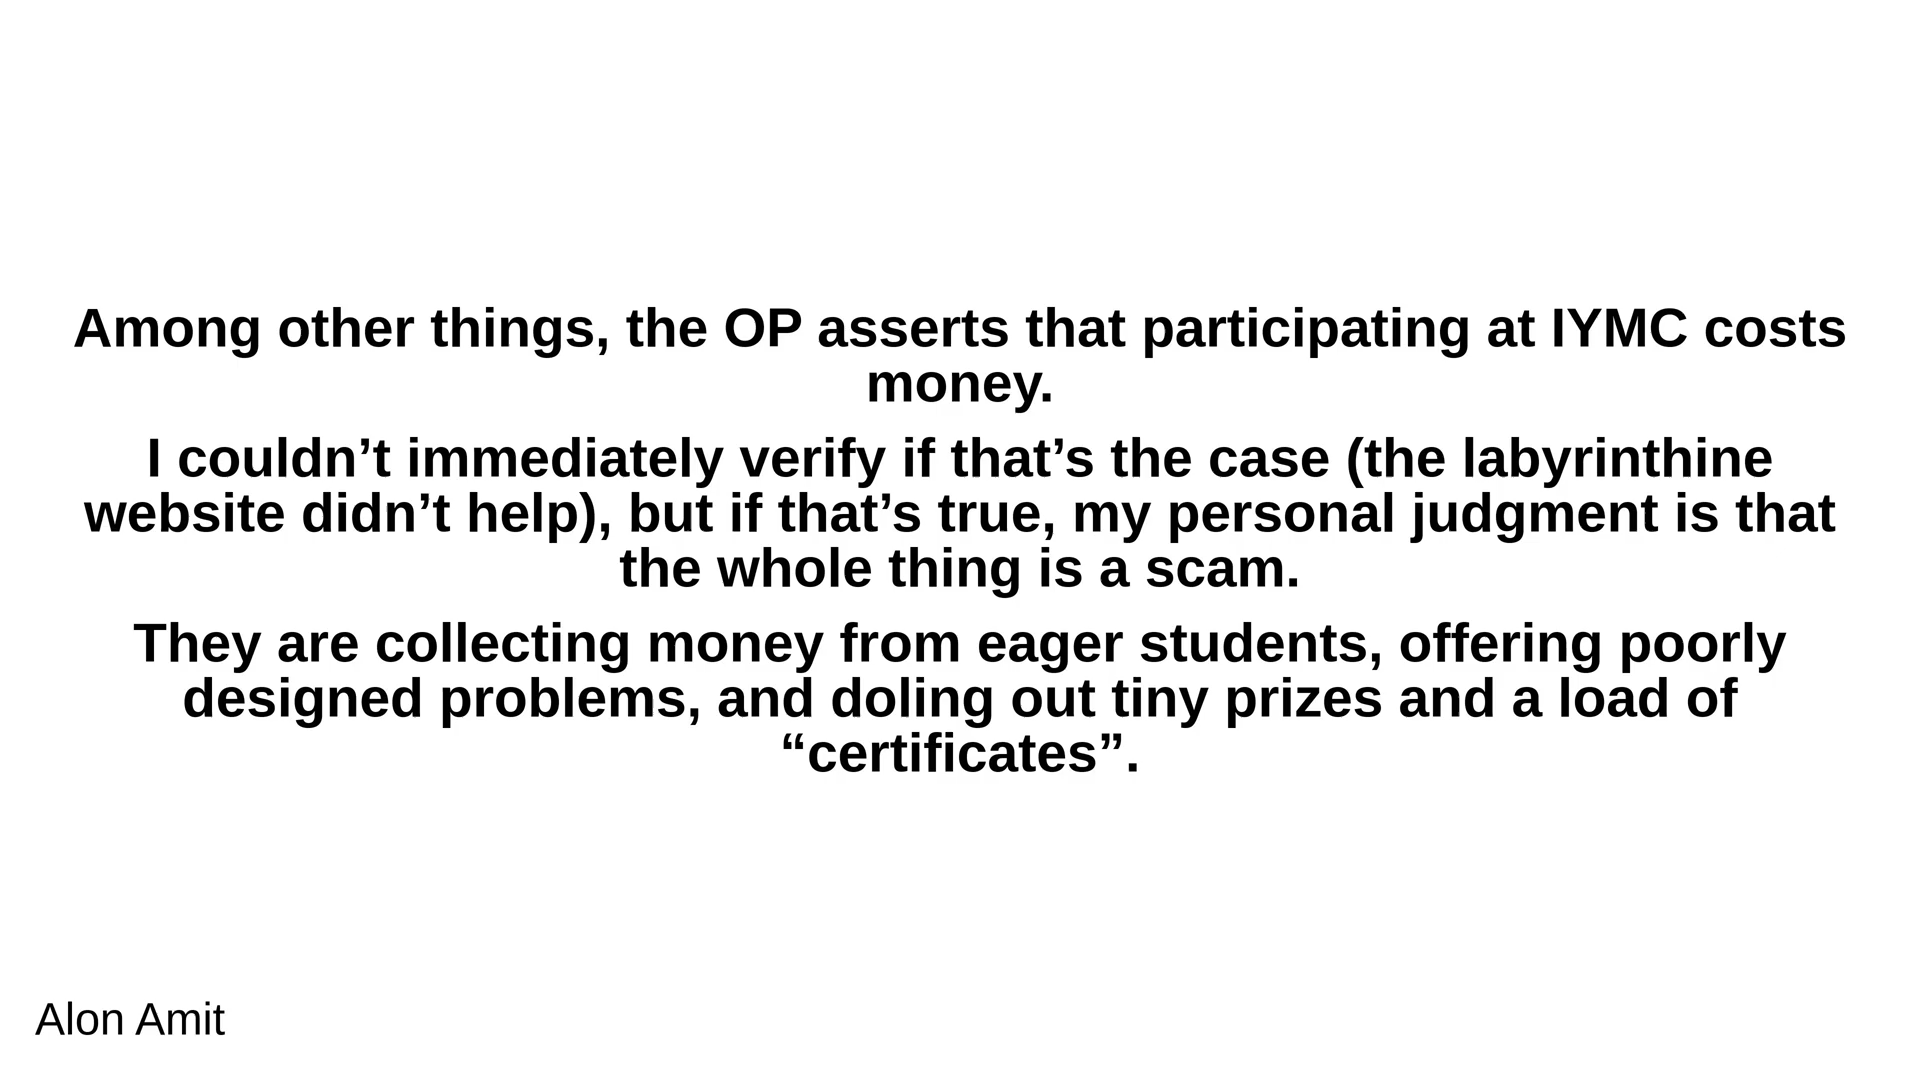 Among other things, the OP asserts that participating at IYMC costs
money.
I couldn’t immediately verify if that’s the case (the labyrinthine
website didn’t help), but if that’s true, my personal judgment is that
the whole thing is a scam.
They are collecting money from eager students, offering poorly
designed problems, and doling out tiny prizes and a load of
“certificates”.
Alon Amit